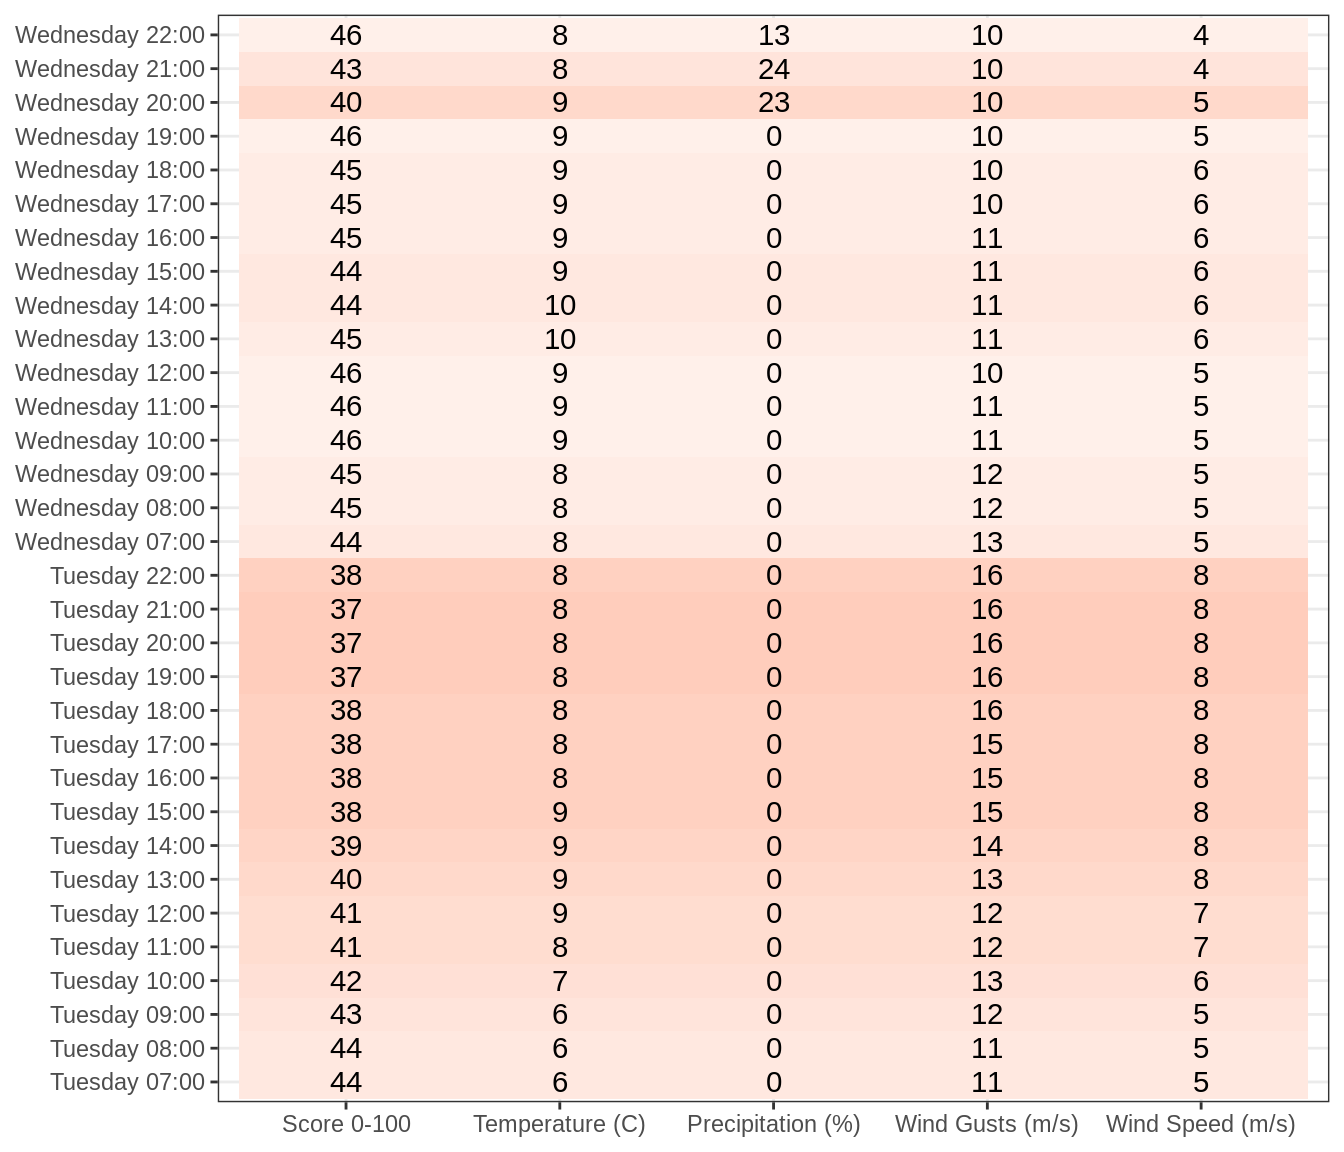 Wednesday 22:00 46 8 13 10 4
Wednesday 21:00 43 8 24 10 4
Wednesday 20:00 40 9 23 10 5
Wednesday 19:00 46 9 0 10 5
Wednesday 18:00 45 9 0 10 6
Wednesday 17:00 45 9 0 10 6
Wednesday 16:00 45 9 0 11 6
Wednesday 15:00 44 9 0 11 6
Wednesday 14:00 44 10 0 11 6
Wednesday 13:00 45 10 0 11 6
Wednesday 12:00 46 9 0 10 5
Wednesday 11:00 46 9 0 11 5
Wednesday 10:00 46 9 0 11 5
Wednesday 09:00 45 8 0 12 5
Wednesday 08:00 45 8 0 12 5
Wednesday 07:00 44 8 0 13 5
Tuesday 22:00 38 8 0 16 8
Tuesday 21:00 37 8 0 16 8
Tuesday 20:00 37 8 0 16 8
Tuesday 19:00 37 8 0 16 8
Tuesday 18:00 38 8 0 16 8
Tuesday 17:00 38 8 0 15 8
Tuesday 16:00 38 8 0 15 8
Tuesday 15:00 38 9 0 15 8
Tuesday 14:00 39 9 0 14 8
Tuesday 13:00 40 9 0 13 8
Tuesday 12:00 41 9 0 12 7
Tuesday 11:00 41 8 0 12 7
Tuesday 10:00 42 7 0 13 6
Tuesday 09:00 43 6 0 12 5
Tuesday 08:00 44 6 0 11 5
Tuesday 07:00 44 6 0 11 5
Score 0-100 Temperature (C) Precipitation (%) Wind Gusts (m/s) Wind Speed (m/s)